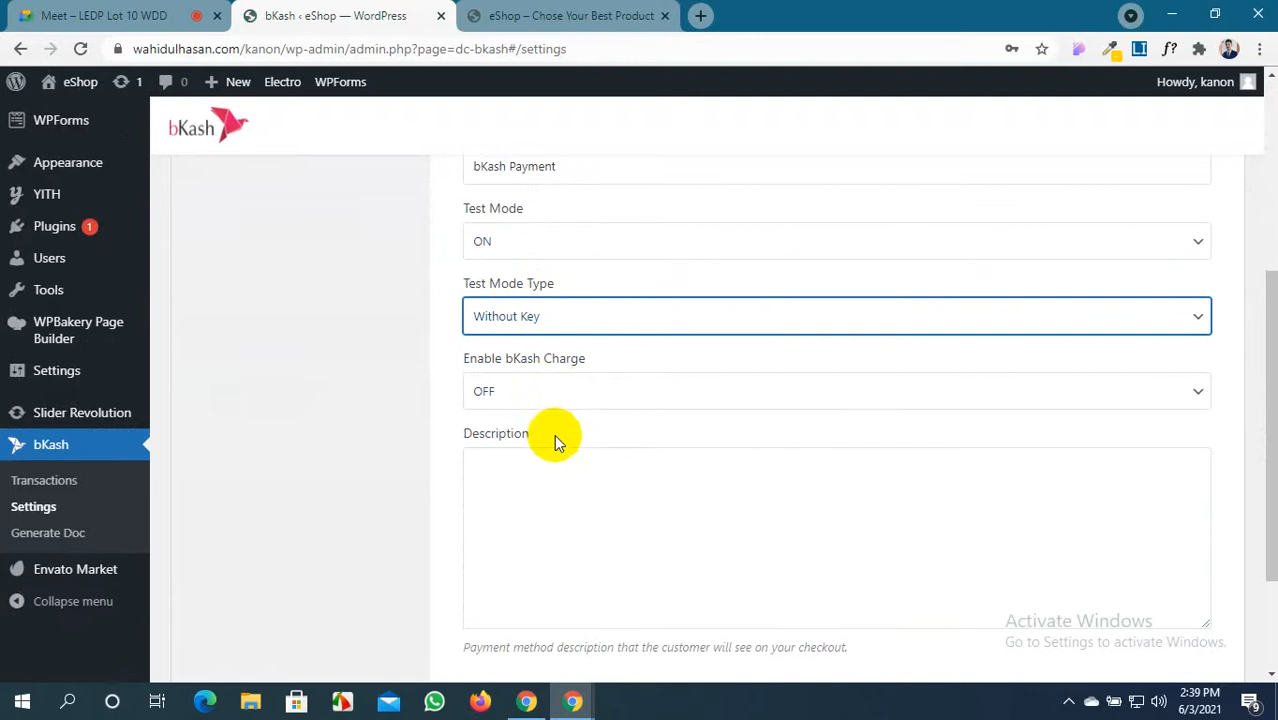 Meet – LEDP Lot 10 WDD
bKash ‹ eShop — WordPress
eShop – Chose Your Best Product
wahidulhasan.com/kanon/wp-admin/admin.php?page=dc-bkash#/settings
eShop
1
0
New
Electro
WPForms
Howdy, kanon
WPForms
Appearance
YITH
Plugins 1
Users
Tools
WPBakery Page
Builder
Settings
Slider Revolution
bKash
Transactions
Settings
Generate Doc
Envato Market
Collapse menu
bKash
bKash Payment
Test Mode
ON
Test Mode Type
Without Key
Enable bKash Charge
OFF
Description
Payment method description that the customer will see on your checkout.
Activate Windows
Go to Settings to activate Windows.
2:39 PM
6/3/2021
9